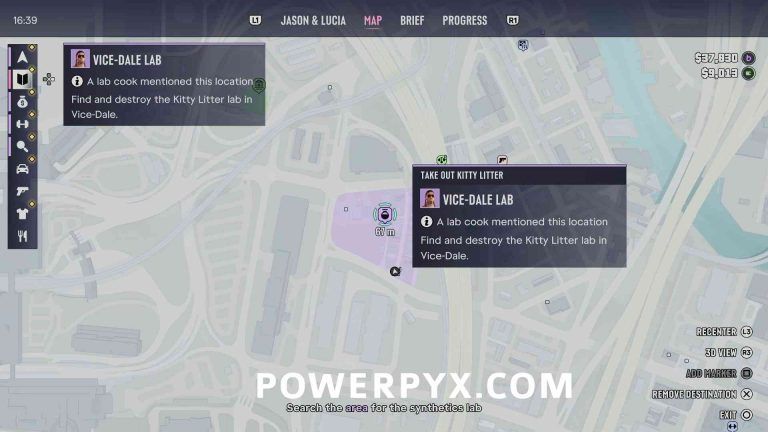 16:39
L1 JASON & LUCIA MAP BRIEF PROGRESS R1
VICE-DALE LAB
A lab cook mentioned this location
Find and destroy the Kitty Litter lab in
Vice-Dale.
$37,830
$9,013
TAKE OUT KITTY LITTER
VICE-DALE LAB
A lab cook mentioned this location
Find and destroy the Kitty Litter lab in
Vice-Dale.
67 m
RECENTER L3
3D VIEW R3
ADD MARKER
REMOVE DESTINATION
EXIT
POWERPYX.COM
Search the area for the synthetics lab